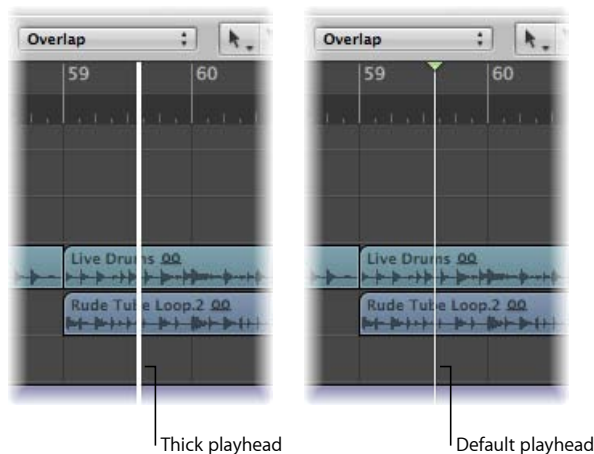 Overlap
59
60
Live Drums
Rude Tube Loop.2
Thick playhead
Overlap
59
60
Live Drums
Rude Tube Loop.2
Default playhead